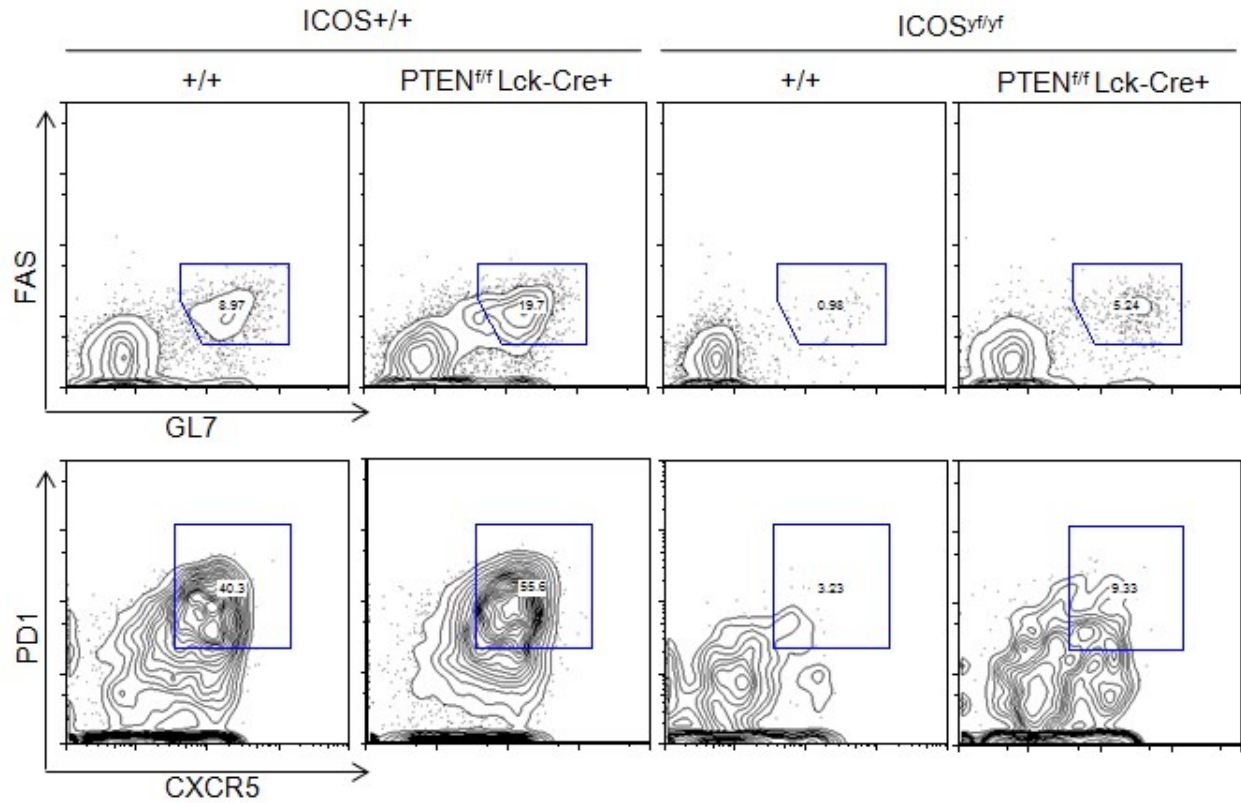 ICOS+/+ ICOSyf/yf
+/+ PTENf/f Lck-Cre+ +/+ PTENf/f Lck-Cre+
FAS
8.97 19.7 0.98 5.24
GL7
PD1
40.3 55.6 3.23 9.33
CXCR5